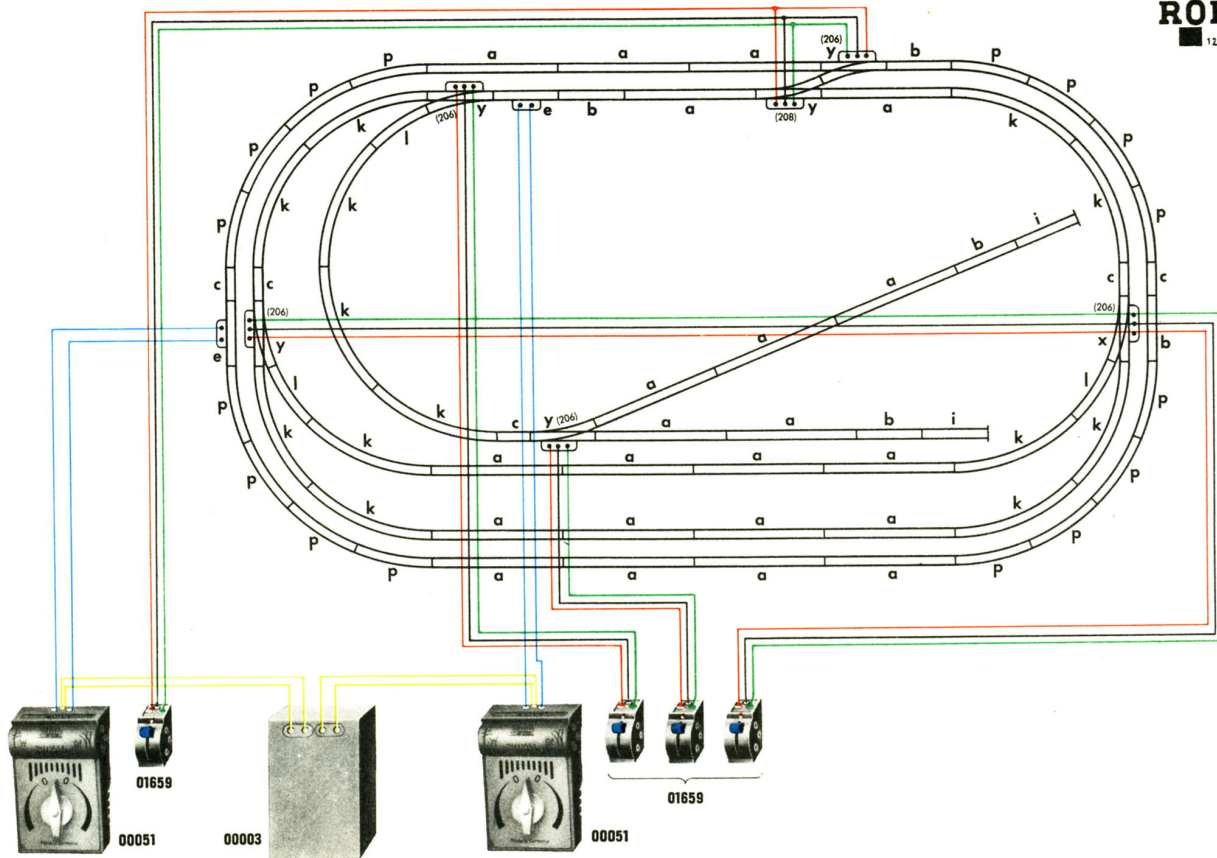 ROI
12
p a a a (206) y b p
p y e b a (208) y a p
p k l (206) k p
p k k k p
a b i
c c k a c c
(206) (206)
e y a x b
p l k c y (206) a a b i k l k p
k a a a a k
p k a a a k p
p p a a a a p
01659
00051
00003
00051
01659